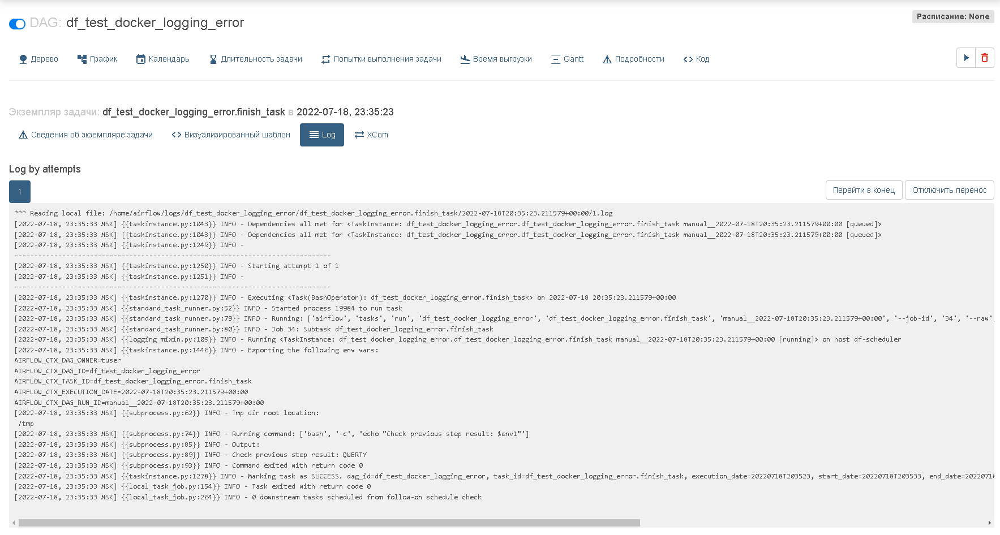 DAG: df_test_docker_logging_error
Расписание: None
Дерево График Календарь Длительность задачи Попытки выполнения задачи Время выгрузки Gantt Подробности Код
Экземпляр задачи: df_test_docker_logging_error.finish_task в 2022-07-18, 23:35:23
Сведения об экземпляре задачи Визуализированный шаблон Log XCom
Log by attempts
1
Перейти в конец Отключить перенос
*** Reading local file: /home/airflow/logs/df_test_docker_logging_error/df_test_docker_logging_error.finish_task/2022-07-18T20:35:23.211579+00:00/1.log
[2022-07-18, 23:35:33 MSK] {{taskinstance.py:1043}} INFO - Dependencies all met for <TaskInstance: df_test_docker_logging_error.df_test_docker_logging_error.finish_task manual__2022-07-18T20:35:23.211579+00:00 [queued]>
[2022-07-18, 23:35:33 MSK] {{taskinstance.py:1043}} INFO - Dependencies all met for <TaskInstance: df_test_docker_logging_error.df_test_docker_logging_error.finish_task manual__2022-07-18T20:35:23.211579+00:00 [queued]>
[2022-07-18, 23:35:33 MSK] {{taskinstance.py:1249}} INFO -
--------------------------------------------------------------------------------
[2022-07-18, 23:35:33 MSK] {{taskinstance.py:1250}} INFO - Starting attempt 1 of 1
[2022-07-18, 23:35:33 MSK] {{taskinstance.py:1251}} INFO -
--------------------------------------------------------------------------------
[2022-07-18, 23:35:33 MSK] {{taskinstance.py:1270}} INFO - Executing <Task(BashOperator): df_test_docker_logging_error.finish_task> on 2022-07-18 20:35:23.211579+00:00
[2022-07-18, 23:35:33 MSK] {{standard_task_runner.py:52}} INFO - Started process 19984 to run task
[2022-07-18, 23:35:33 MSK] {{standard_task_runner.py:79}} INFO - Running: ['airflow', 'tasks', 'run', 'df_test_docker_logging_error', 'df_test_docker_logging_error.finish_task', 'manual__2022-07-18T20:35:23.211579+00:00', '--job-id', '34', '--raw',
[2022-07-18, 23:35:33 MSK] {{standard_task_runner.py:80}} INFO - Job 34: Subtask df_test_docker_logging_error.finish_task
[2022-07-18, 23:35:33 MSK] {{logging_mixin.py:109}} INFO - Running <TaskInstance: df_test_docker_logging_error.df_test_docker_logging_error.finish_task manual__2022-07-18T20:35:23.211579+00:00 [running]> on host df-scheduler
[2022-07-18, 23:35:33 MSK] {{taskinstance.py:1446}} INFO - Exporting the following env vars:
AIRFLOW_CTX_DAG_OWNER=tuser
AIRFLOW_CTX_DAG_ID=df_test_docker_logging_error
AIRFLOW_CTX_TASK_ID=df_test_docker_logging_error.finish_task
AIRFLOW_CTX_EXECUTION_DATE=2022-07-18T20:35:23.211579+00:00
AIRFLOW_CTX_DAG_RUN_ID=manual__2022-07-18T20:35:23.211579+00:00
[2022-07-18, 23:35:33 MSK] {{subprocess.py:62}} INFO - Tmp dir root location:
/tmp
[2022-07-18, 23:35:33 MSK] {{subprocess.py:74}} INFO - Running command: ['bash', '-c', 'echo "Check previous step result: $env1"']
[2022-07-18, 23:35:33 MSK] {{subprocess.py:85}} INFO - Output:
[2022-07-18, 23:35:33 MSK] {{subprocess.py:89}} INFO - Check previous step result: QWERTY
[2022-07-18, 23:35:33 MSK] {{subprocess.py:93}} INFO - Command exited with return code 0
[2022-07-18, 23:35:33 MSK] {{taskinstance.py:1278}} INFO - Marking task as SUCCESS. dag_id=df_test_docker_logging_error, task_id=df_test_docker_logging_error.finish_task, execution_date=20220718T203523, start_date=20220718T203533, end_date=20220718
[2022-07-18, 23:35:33 MSK] {{local_task_job.py:154}} INFO - Task exited with return code 0
[2022-07-18, 23:35:33 MSK] {{local_task_job.py:264}} INFO - 0 downstream tasks scheduled from follow-on schedule check